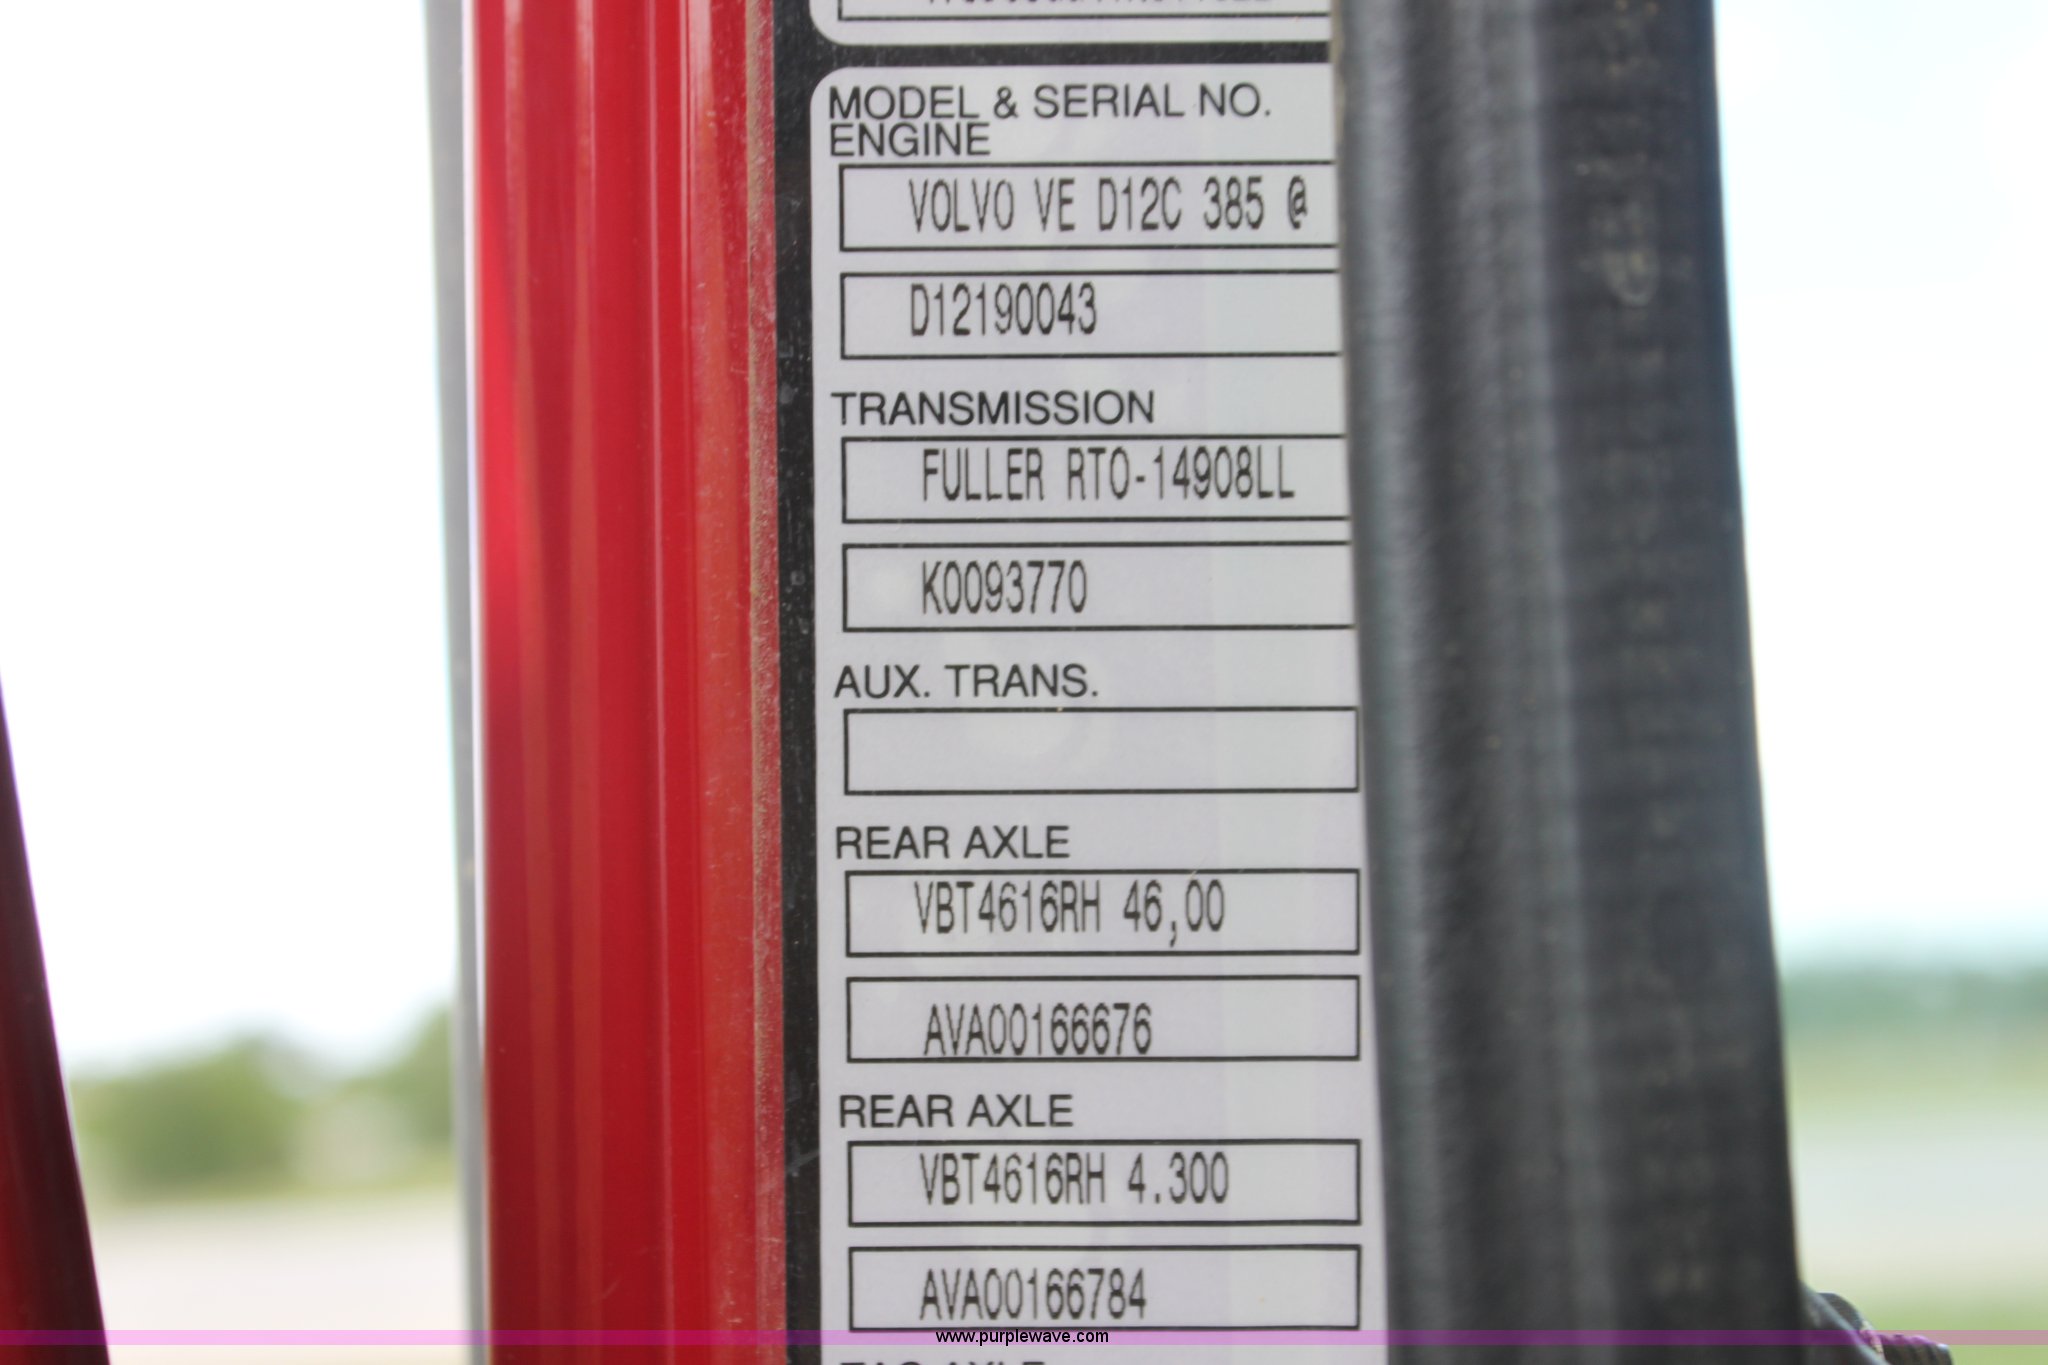 MODEL & SERIAL NO.
ENGINE
VOLVO VE D12C 385 @
D12190043
TRANSMISSION
FULLER RTO-14908LL
K0093770
AUX. TRANS.
REAR AXLE
VBT4616RH 46,00
AVA00166676
REAR AXLE
VBT4616RH 4.300
AVA00166784
www.purplewave.com